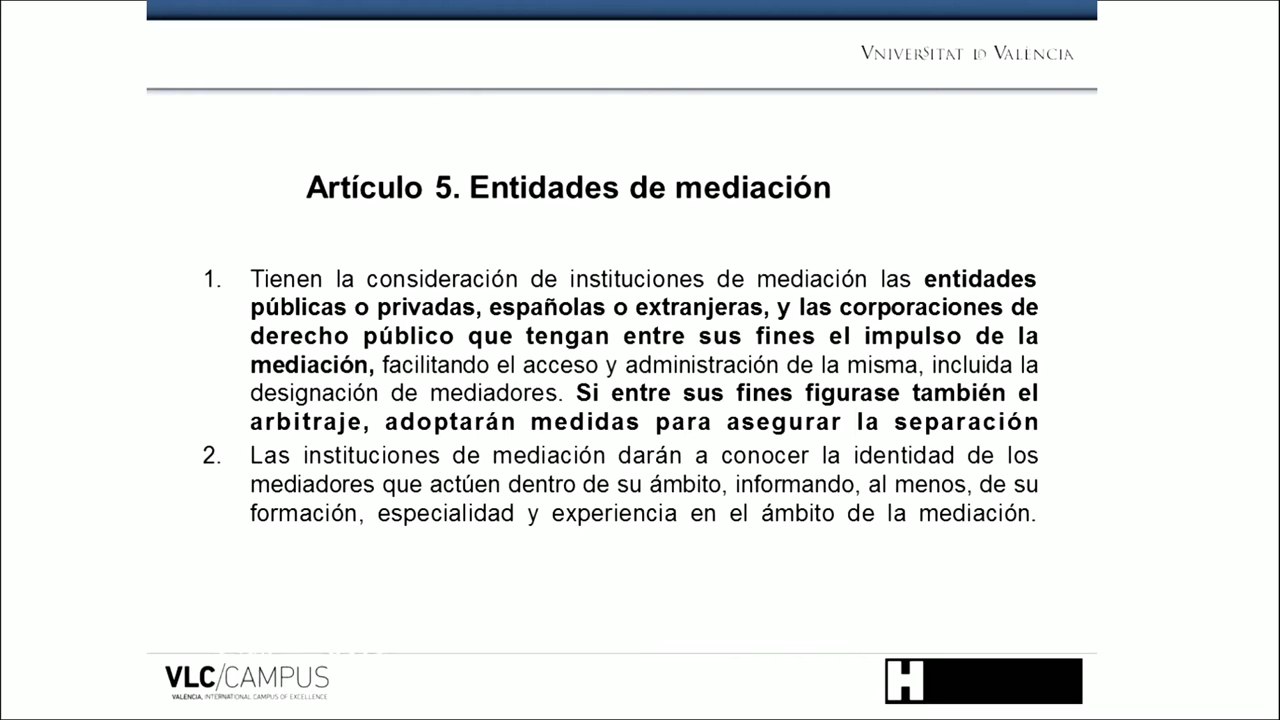 VNIVERSITAT ID VALÈNCIA
Artículo 5. Entidades de mediación
1. Tienen la consideración de instituciones de mediación las entidades
públicas o privadas, españolas o extranjeras, y las corporaciones de
derecho público que tengan entre sus fines el impulso de la
mediación, facilitando el acceso y administración de la misma, incluida la
designación de mediadores. Si entre sus fines figurase también el
arbitraje, adoptarán medidas para asegurar la separación
2. Las instituciones de mediación darán a conocer la identidad de los
mediadores que actúen dentro de su ámbito, informando, al menos, de su
formación, especialidad y experiencia en el ámbito de la mediación.
VLC/CAMPUS
VALENCIA, INTERNATIONAL CAMPUS OF EXCELLENCE
H